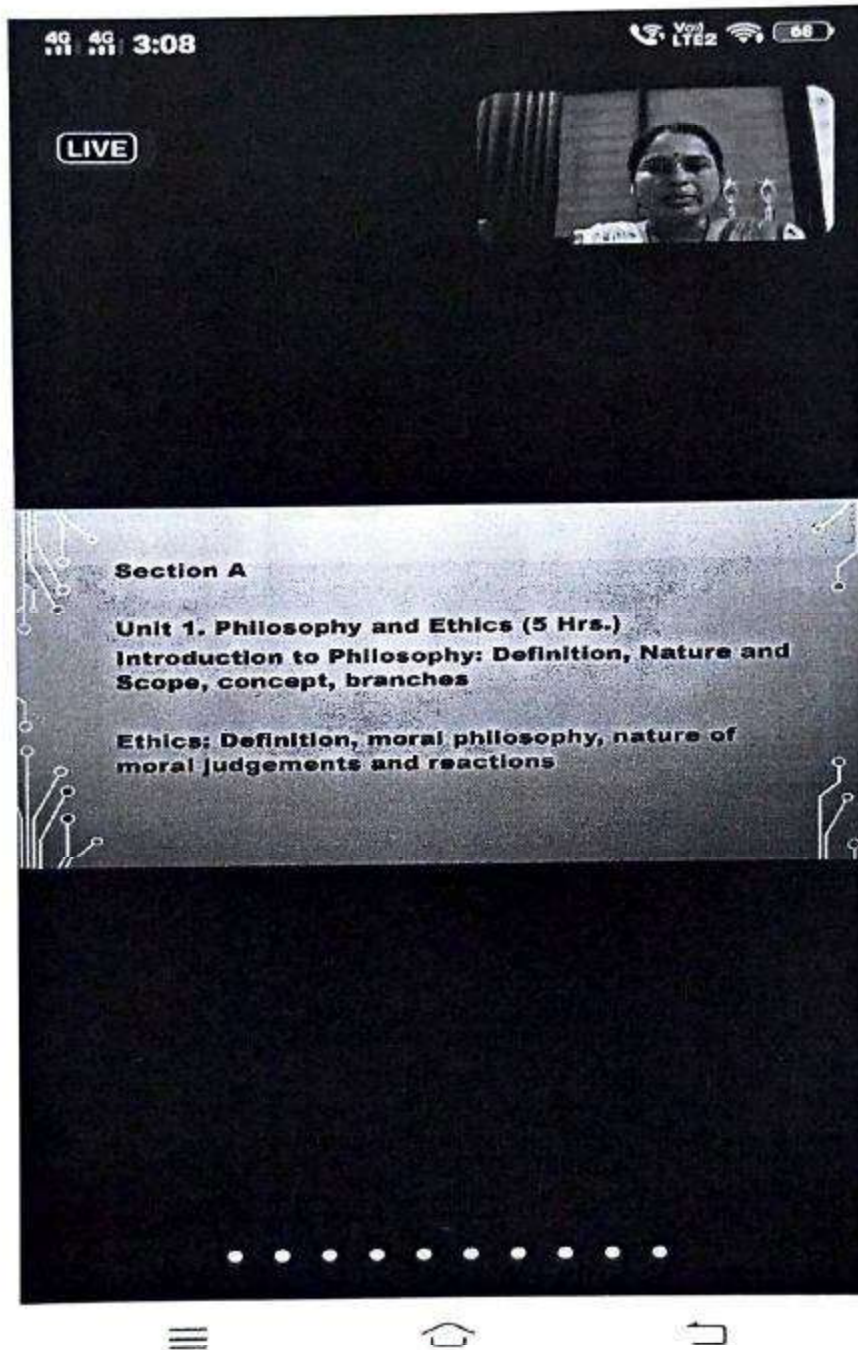 4G 4G 3:08
LTE2 68
LIVE
Section A
Unit 1. Philosophy and Ethics (5 Hrs.)
Introduction to Philosophy: Definition, Nature and
Scope, concept, branches
Ethics: Definition, moral philosophy, nature of
moral judgements and reactions